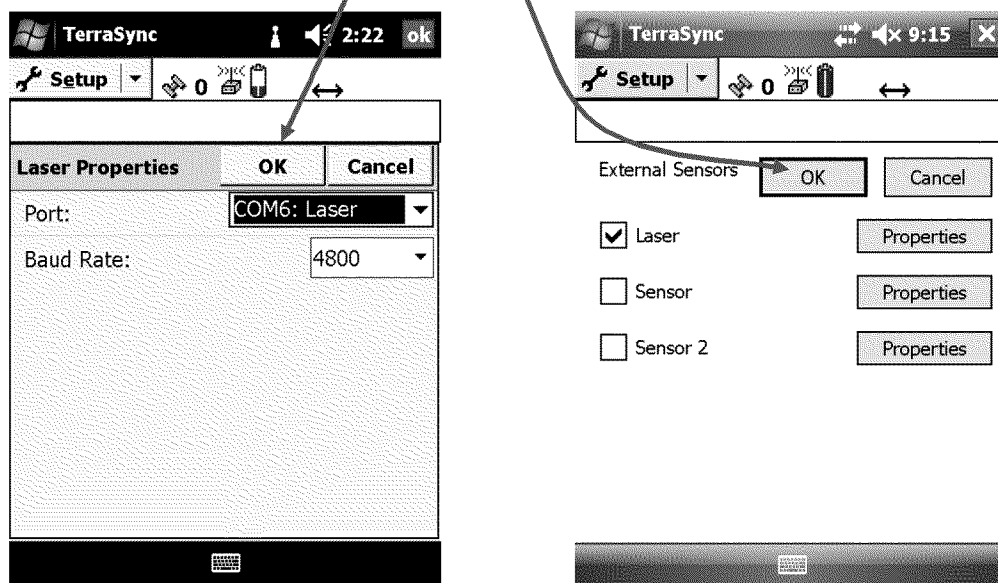 TerraSync 2:22 ok
Setup 0
Laser Properties OK Cancel
Port: COM6: Laser
Baud Rate: 4800
TerraSync 9:15
Setup 0
External Sensors OK Cancel
Laser Properties
Sensor Properties
Sensor 2 Properties